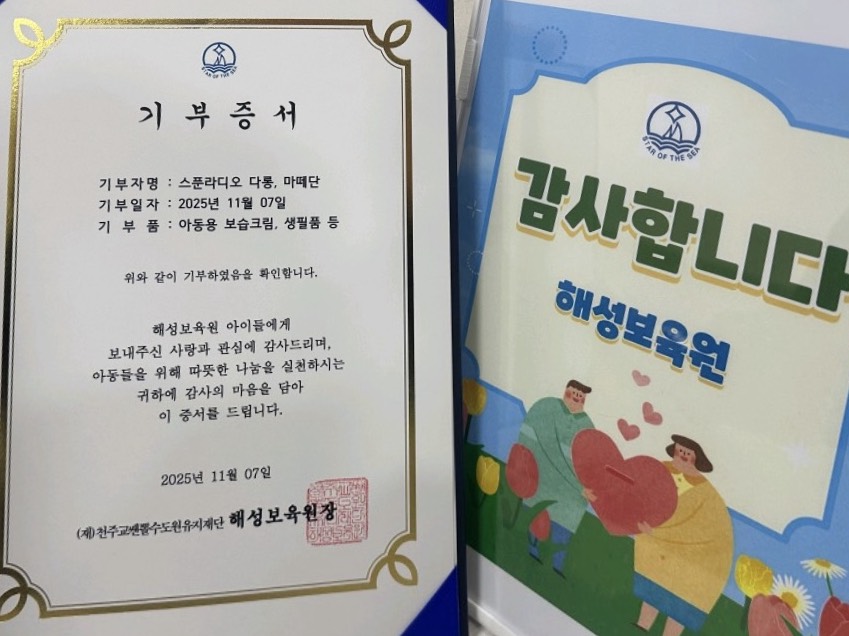 STAR OF THE SEA
기부증서
기부자명 : 스푼라디오 다롱, 마떼단
기부일자 : 2025년 11월 07일
기 부 품 : 아동용 보습크림, 생필품 등
위와 같이 기부하였음을 확인합니다.
해성보육원 아이들에게
보내주신 사랑과 관심에 감사드리며,
아동들을 위해 따뜻한 나눔을 실천하시는
귀하에 감사의 마음을 담아
이 증서를 드립니다.
2025년 11월 07일
(재)천주교쌘뽈수도원유지재단 해성보육원장
STAR OF THE SEA
감사합니다
해성보육원